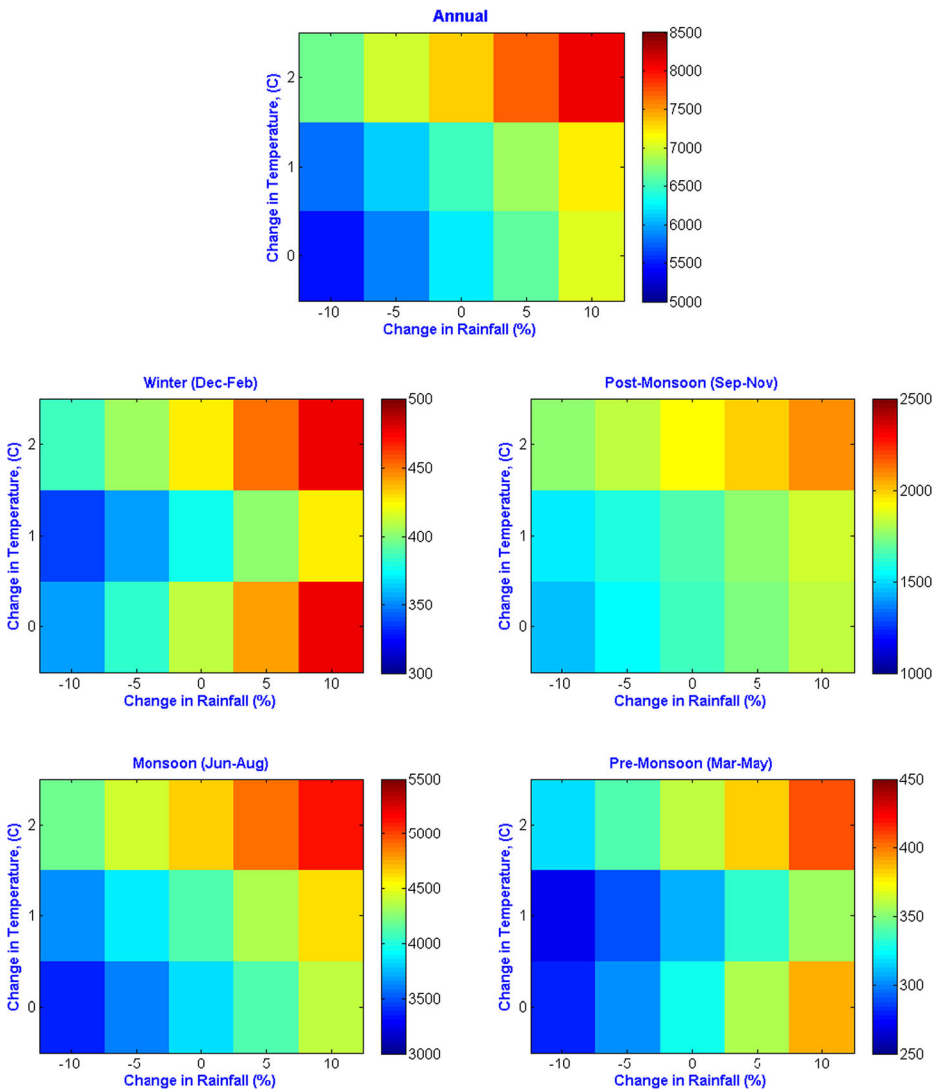 Annual
Change in Temperature, (C)
2
1
0
-10 -5 0 5 10
Change in Rainfall (%)
8500
8000
7500
7000
6500
6000
5500
5000
Winter (Dec-Feb)
Change in Temperature, (C)
2
1
0
-10 -5 0 5 10
Change in Rainfall (%)
500
450
400
350
300
Post-Monsoon (Sep-Nov)
Change in Temperature, (C)
2
1
0
-10 -5 0 5 10
Change in Rainfall (%)
2500
2000
1500
1000
Monsoon (Jun-Aug)
Change in Temperature, (C)
2
1
0
-10 -5 0 5 10
Change in Rainfall (%)
5500
5000
4500
4000
3500
3000
Pre-Monsoon (Mar-May)
Change in Temperature, (C)
2
1
0
-10 -5 0 5 10
Change in Rainfall (%)
450
400
350
300
250